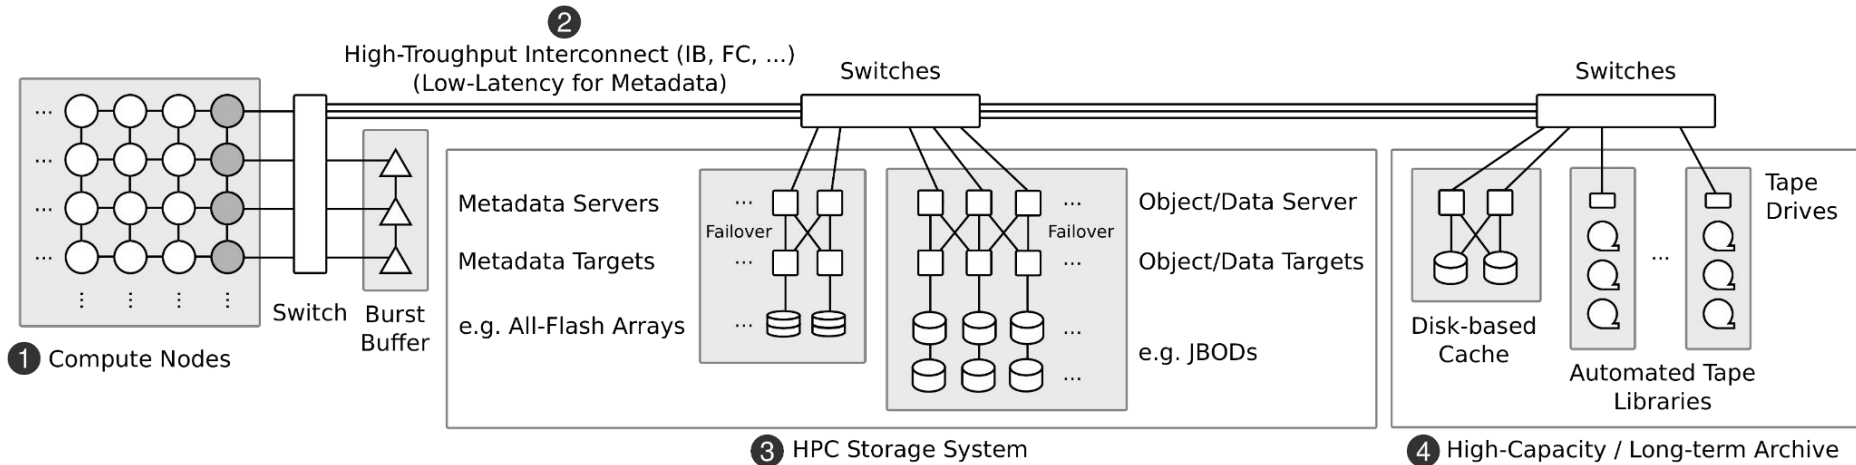 2
High-Troughput Interconnect (IB, FC, ...)
(Low-Latency for Metadata)
Switches
Switches
...
...
...
...
...
...
...
...
Switch
Burst
Buffer
1 Compute Nodes
Metadata Servers
...
Failover
Metadata Targets
...
e.g. All-Flash Arrays
...
...
Object/Data Server
Failover
...
Object/Data Targets
...
e.g. JBODs
...
3 HPC Storage System
Tape
Drives
...
Disk-based
Cache
Automated Tape
Libraries
4 High-Capacity / Long-term Archive